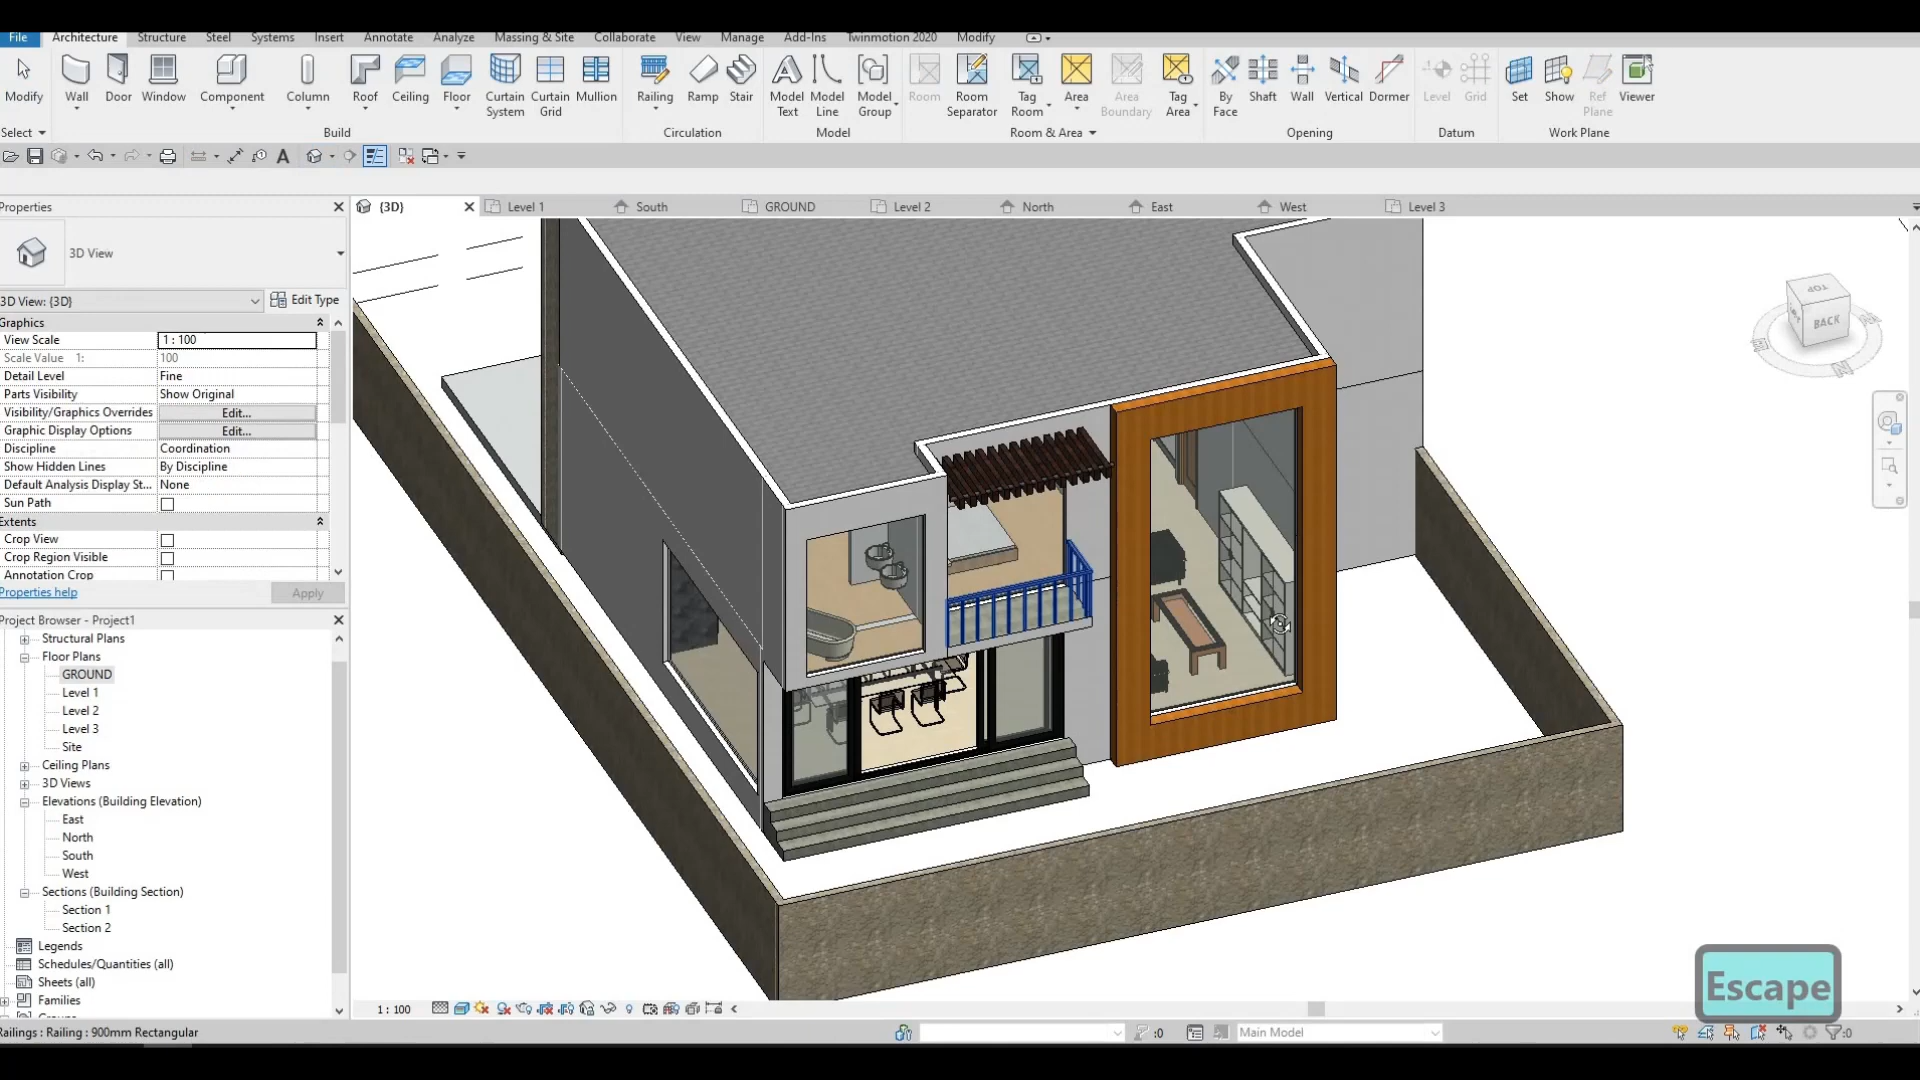 File Architecture Structure Steel Systems Insert Annotate Analyze Massing & Site Collaborate View Manage Add-Ins Twinmotion 2020 Modify
Modify Wall Door Window Component Column Roof Ceiling Floor Curtain System Curtain Grid Mullion Railing Ramp Stair Model Text Model Line Model Group Room Room Separator Tag Room Area Area Boundary Tag Area By Face Shaft Wall Vertical Dormer Level Grid Set Show Ref Plane Viewer
Select Build Circulation Model Room & Area Opening Datum Work Plane
Properties
{3D} Level 1 South GROUND Level 2 North East West Level 3
3D View
3D View: {3D} Edit Type
Graphics
View Scale 1 : 100
Scale Value 1: 100
Detail Level Fine
Parts Visibility Show Original
Visibility/Graphics Overrides Edit...
Graphic Display Options Edit...
Discipline Coordination
Show Hidden Lines By Discipline
Default Analysis Display St... None
Sun Path
Extents
Crop View
Crop Region Visible
Annotation Crop
Properties help Apply
Project Browser - Project1
Structural Plans
Floor Plans
GROUND
Level 1
Level 2
Level 3
Site
Ceiling Plans
3D Views
Elevations (Building Elevation)
East
North
South
West
Sections (Building Section)
Section 1
Section 2
Legends
Schedules/Quantities (all)
Sheets (all)
Families
TOP
BACK
N
Escape
1 : 100
Railings : Railing : 900mm Rectangular :0 Main Model :0